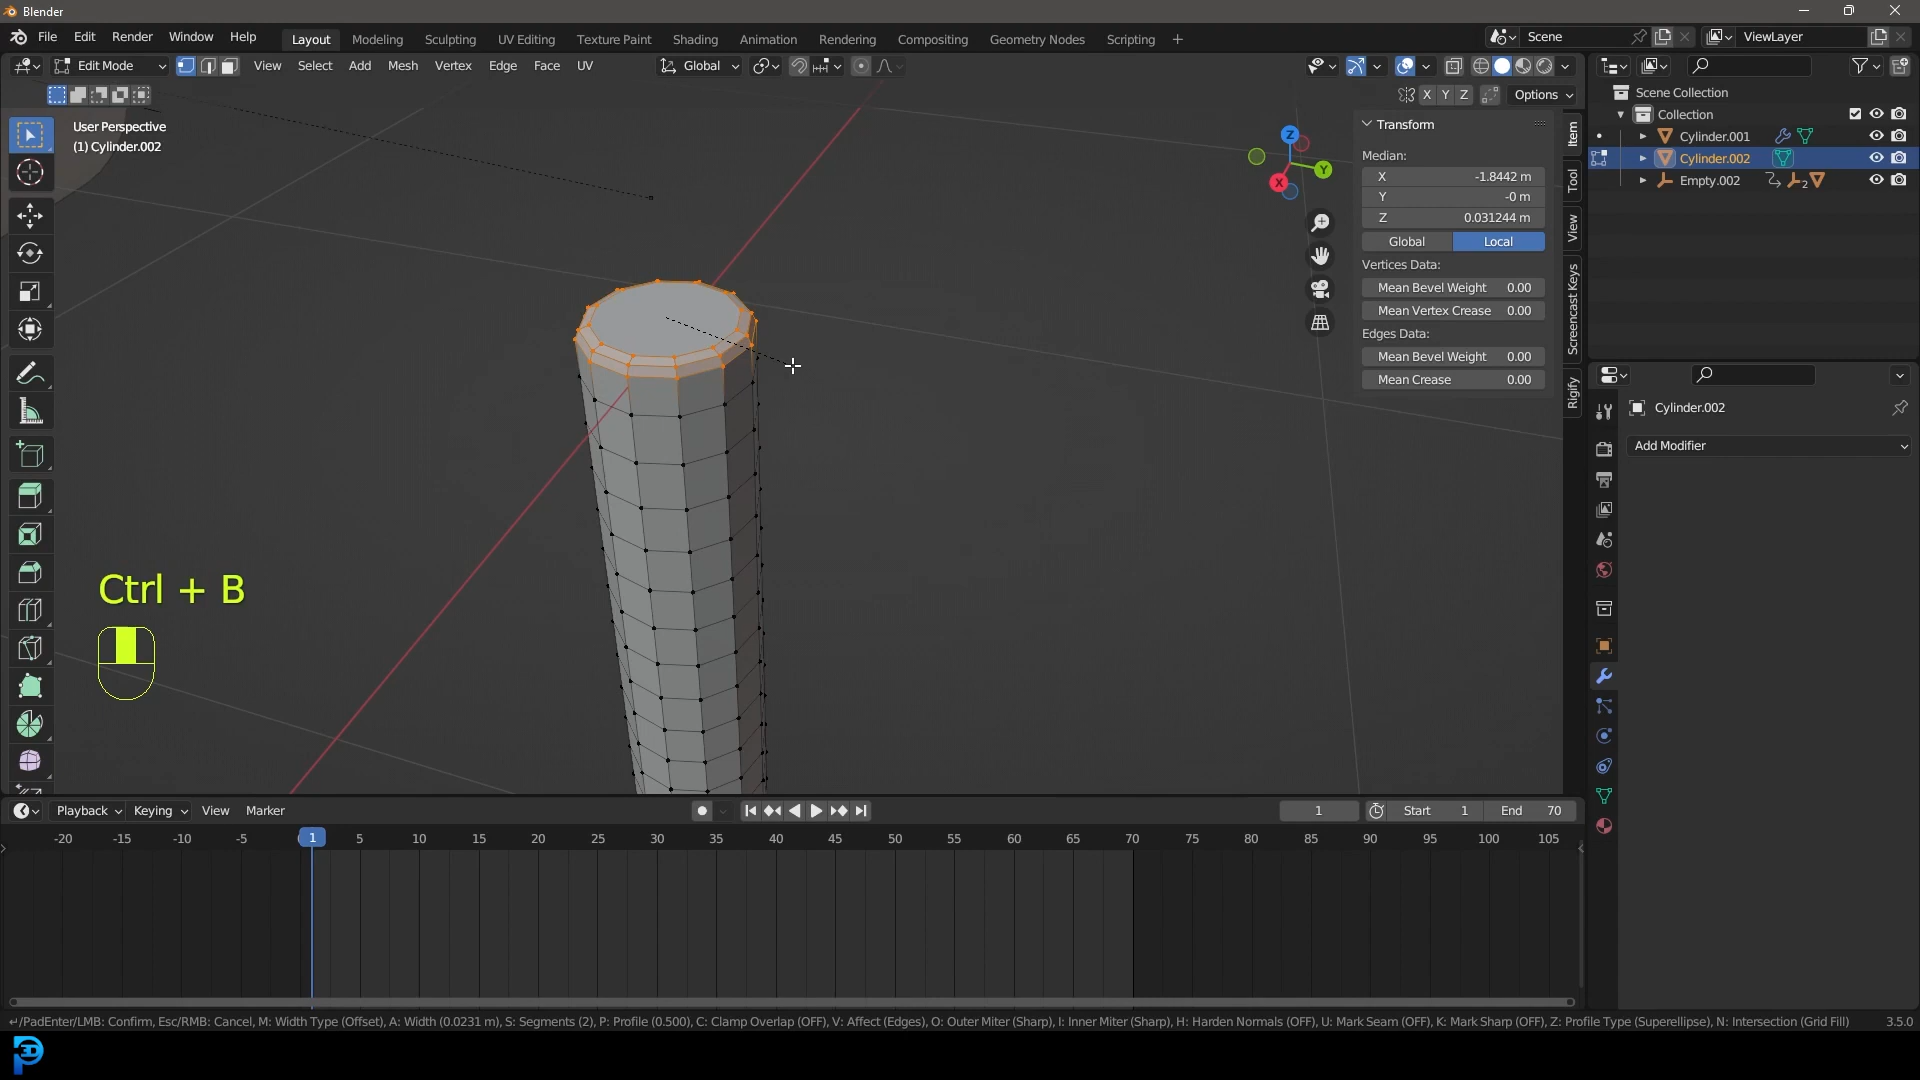 Blender
File Edit Render Window Help Layout Modeling Sculpting UV Editing Texture Paint Shading Animation Rendering Compositing Geometry Nodes Scripting + Scene ViewLayer
Edit Mode View Select Add Mesh Vertex Edge Face UV Global
X Y Z Options
User Perspective
(1) Cylinder.002
Z
Y
X
Transform
Median:
X -1.8442 m
Y -0 m
Z 0.031244 m
Global Local
Vertices Data:
Mean Bevel Weight 0.00
Mean Vertex Crease 0.00
Edges Data:
Mean Bevel Weight 0.00
Mean Crease 0.00
Item
Tool
View
Screencast Keys
Rigify
Scene Collection
Collection
Cylinder.001
Cylinder.002
Empty.002 2
Cylinder.002
Add Modifier
Ctrl + B
Playback Keying View Marker 1 Start 1 End 70
-20 -15 -10 -5 1 5 10 15 20 25 30 35 40 45 50 55 60 65 70 75 80 85 90 95 100 105
↵/PadEnter/LMB: Confirm, Esc/RMB: Cancel, M: Width Type (Offset), A: Width (0.0231 m), S: Segments (2), P: Profile (0.500), C: Clamp Overlap (OFF), V: Affect (Edges), O: Outer Miter (Sharp), I: Inner Miter (Sharp), H: Harden Normals (OFF), U: Mark Seam (OFF), K: Mark Sharp (OFF), Z: Profile Type (Superellipse), N: Intersection (Grid Fill) 3.5.0